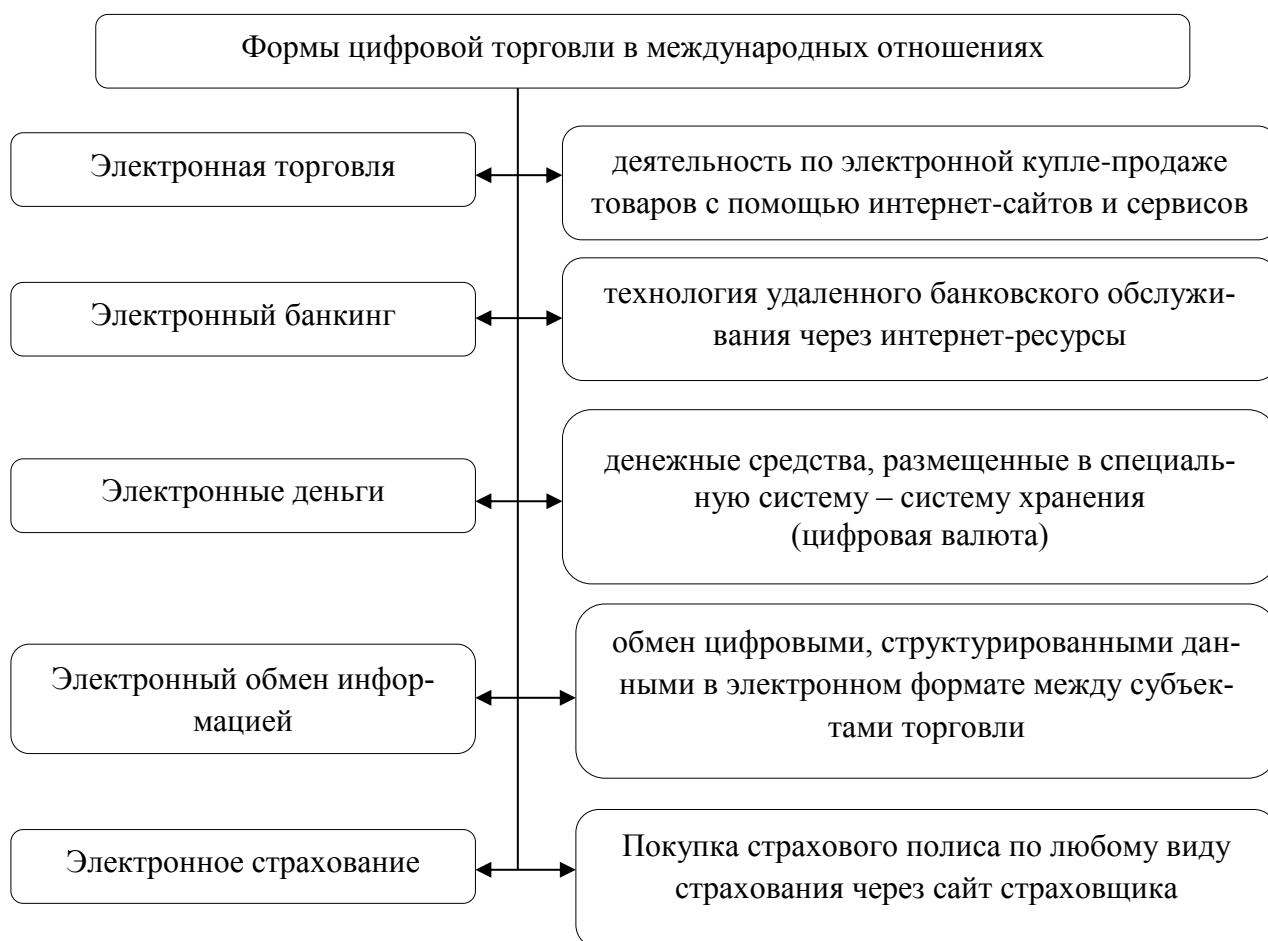 Формы цифровой торговли в международных отношениях
Электронная торговля
деятельность по электронной купле-продаже
товаров с помощью интернет-сайтов и сервисов
Электронный банкинг
технология удаленного банковского обслужи-
вания через интернет-ресурсы
Электронные деньги
денежные средства, размещенные в специаль-
ную систему – систему хранения
(цифровая валюта)
Электронный обмен инфор-
мацией
обмен цифровыми, структурированными дан-
ными в электронном формате между субъек-
тами торговли
Электронное страхование
Покупка страхового полиса по любому виду
страхования через сайт страховщика